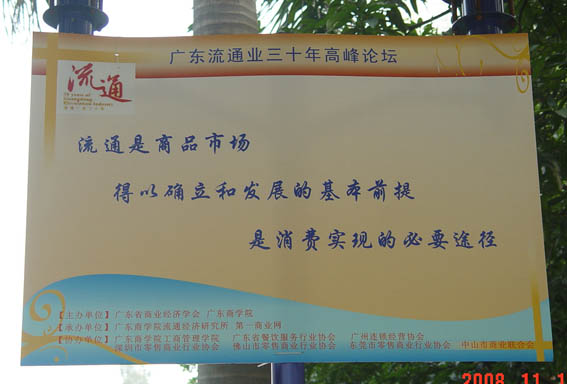 广东流通业三十年高峰论坛
流通
30 years of
Guangdong
Circulation Industry
流通是商品市场
得以确立和发展的基本前提
是消费实现的必要途径
【主办单位】广东省商业经济学会 广东商学院
【承办单位】广东商学院流通经济研究所 第一商业网
【协办单位】广东商学院工商管理学院 广东省餐饮服务行业协会 广州连锁经营协会
深圳市零售商业行业协会 佛山市零售商业行业协会 东莞市零售商业行业协会 中山市商业联合会
2008.11.1